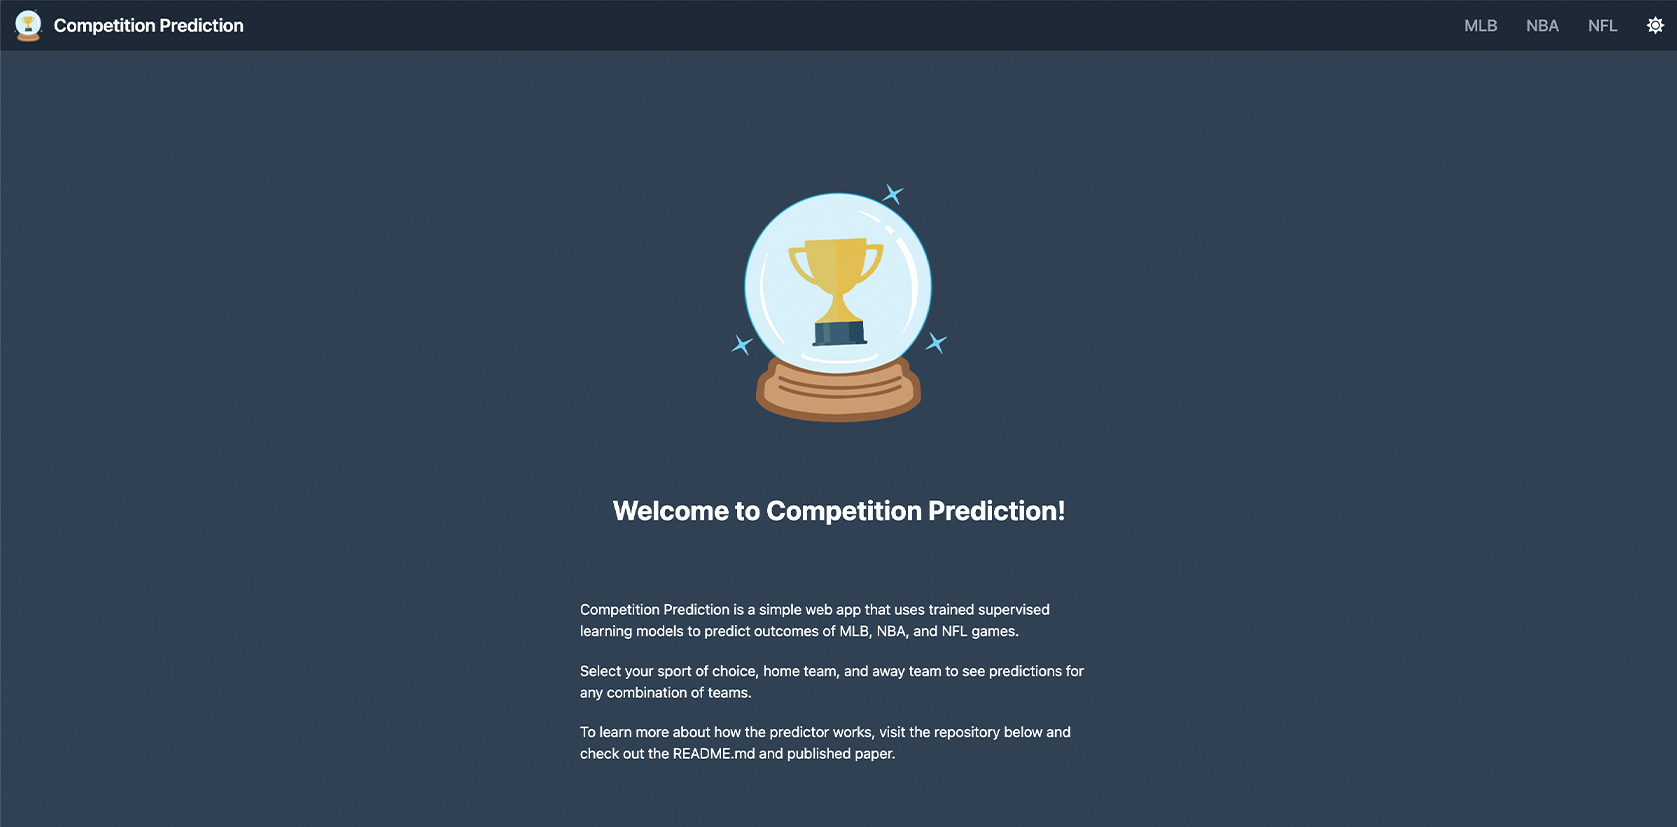 Competition Prediction
MLB NBA NFL
Welcome to Competition Prediction!
Competition Prediction is a simple web app that uses trained supervised
learning models to predict outcomes of MLB, NBA, and NFL games.
Select your sport of choice, home team, and away team to see predictions for
any combination of teams.
To learn more about how the predictor works, visit the repository below and
check out the README.md and published paper.